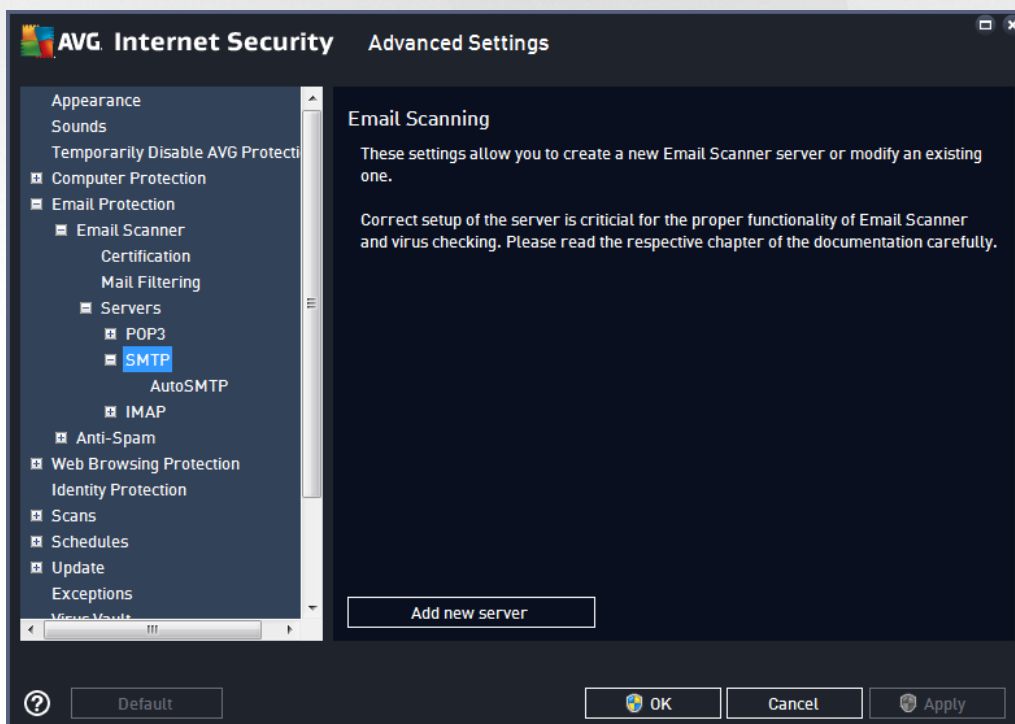 AVG. Internet Security Advanced Settings
Appearance
Sounds
Temporarily Disable AVG Protecti
Computer Protection
Email Protection
Email Scanner
Certification
Mail Filtering
Servers
POP3
SMTP
AutoSMTP
IMAP
Anti-Spam
Web Browsing Protection
Identity Protection
Scans
Schedules
Update
Exceptions
Virus Vault
Email Scanning
These settings allow you to create a new Email Scanner server or modify an existing
one.
Correct setup of the server is criticial for the proper functionality of Email Scanner
and virus checking. Please read the respective chapter of the documentation carefully.
Add new server
Default
OK
Cancel
Apply